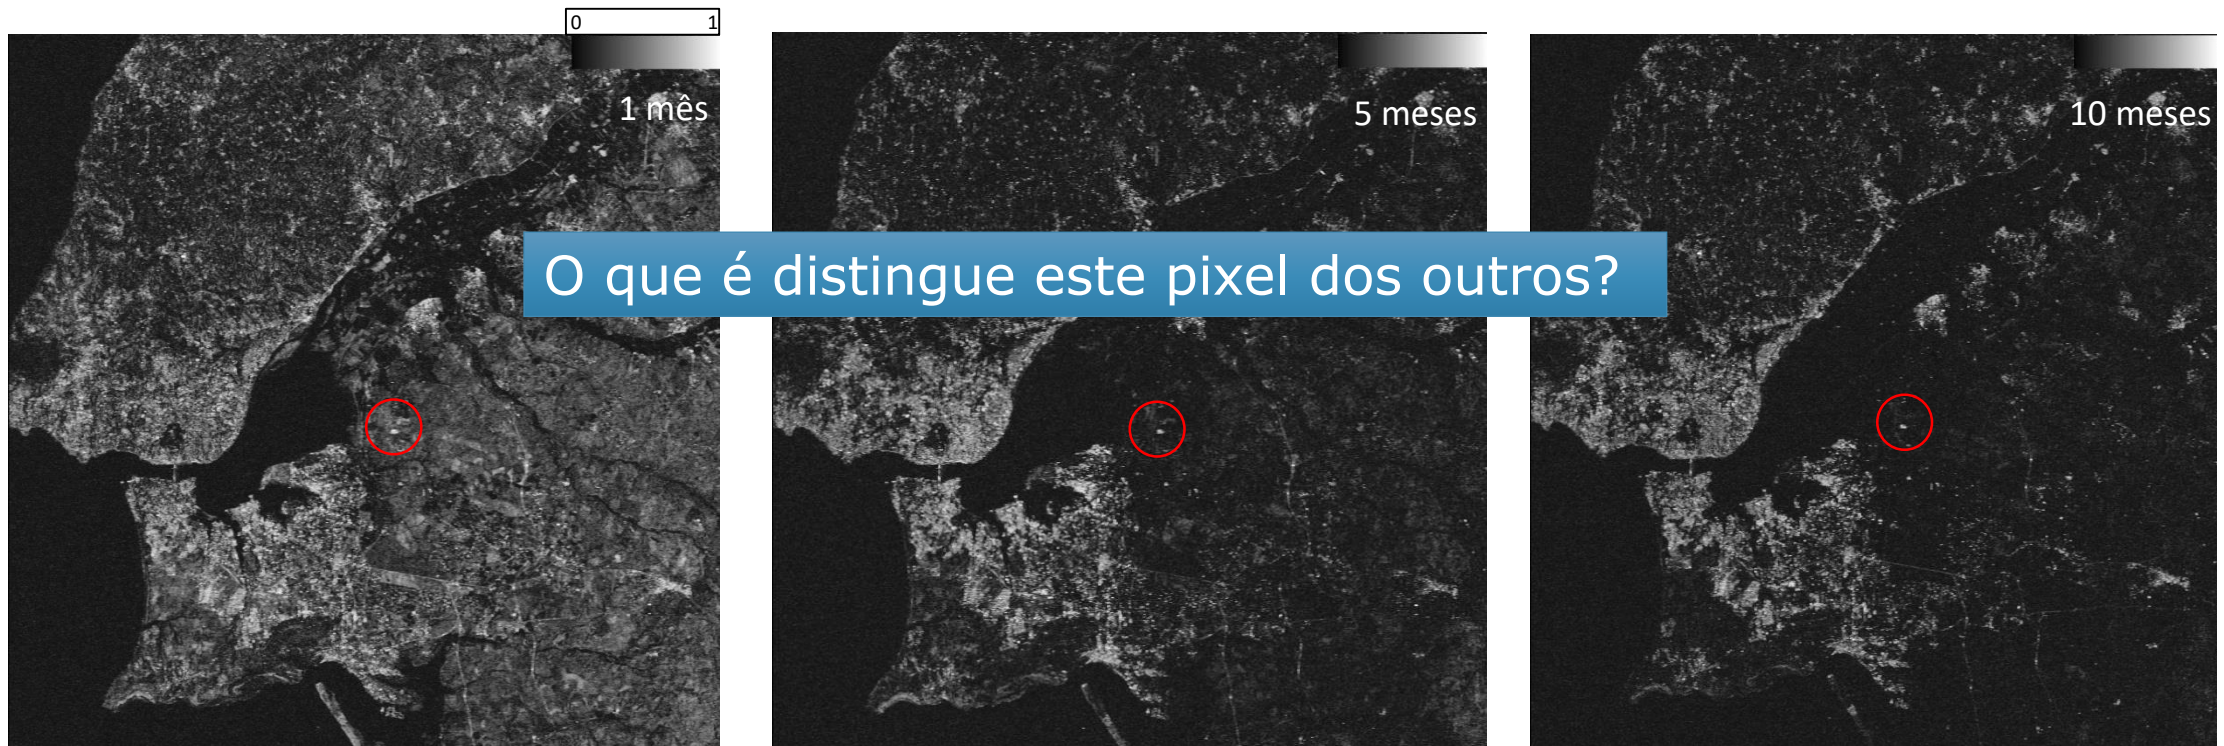 0 1
1 mês
5 meses
10 meses
O que é distingue este pixel dos outros?